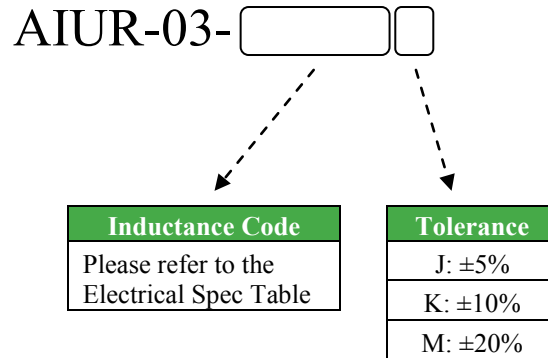 AIUR-03-
Inductance Code
Please refer to the
Electrical Spec Table
Tolerance
J: ±5%
K: ±10%
M: ±20%